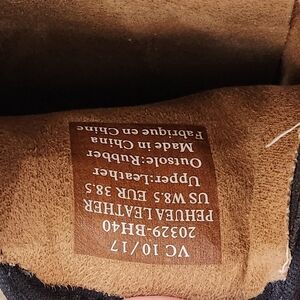 VC 10/17
20329-BH40
PEHUEA LEATHER
US W8.5 EUR 38.5
Upper:Leather
Outsole:Rubber
Made in China
Fabrique en Chine